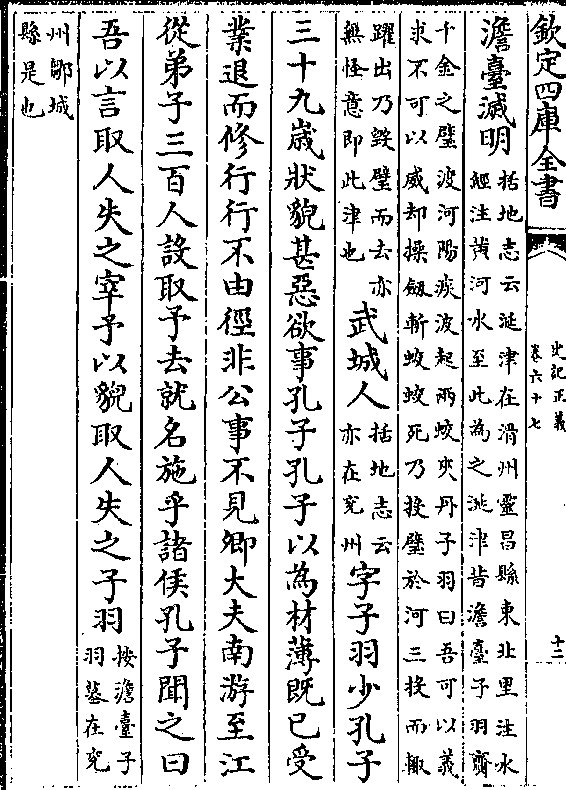 欽定四庫全書
史記正義
卷六十七
十三
澹臺滅明
括地志云延津在滑州靈昌縣東北里注水
經注黃河水至此為之洮津昔澹臺子羽齎
千金之璧渡河陽疾波起兩蛟夾丹子羽曰吾可以義
求不可以威却操劔斬蛟蛟死乃投璧於河三投而輙
躍出乃毀璧而去亦
無怪意即此津也
武城人
括地志云
亦在兖州
字子羽少孔子
三十九歲狀貌甚惡欲事孔子孔子以為材薄既已受
業退而修行行不由徑非公事不見卿大夫南游至江
從弟子三百人設取予去就名施乎諸侯孔子聞之曰
吾以言取人失之宰予以貌取人失之子羽
按澹臺子
羽墓在兖
州鄒城
縣是也